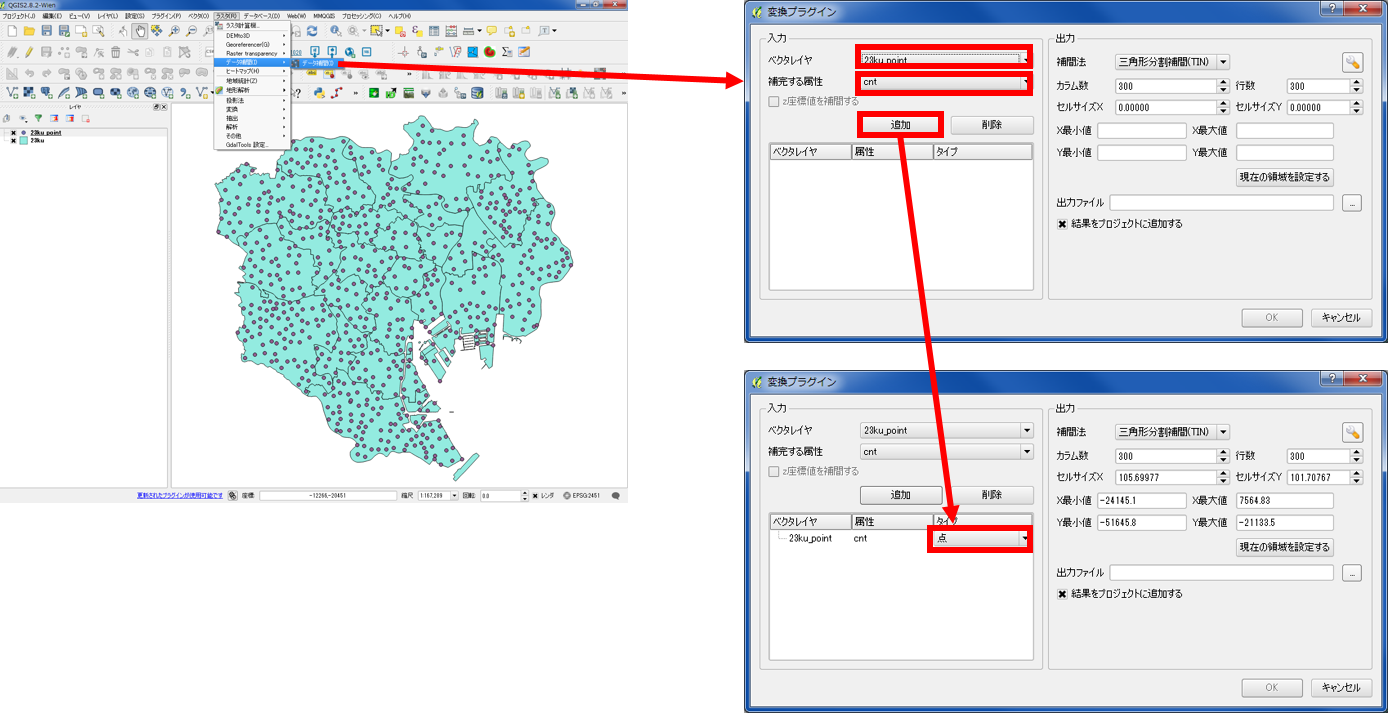 QGIS2.8.2-Wien
プロジェクト(J) 編集(E) ビュー(V) レイヤ(L) 設定(S) プラグイン(P) ベクタ(O) ラスタ(R) データベース(D) Web(W) MMQGIS プロセッシング(C) ヘルプ(H)
ラスタ計算機...
DEMto3D
Georeferencer(G)
Raster transparency
データ補間(I)
データ補間(I)
ヒートマップ(H)
地域統計(Z)
地形解析
投影法
変換
抽出
解析
その他
GdalTools 設定...
レイヤ
23ku_point
23ku
更新されたプラグインが使用可能です
座標:
-12266,-20451
縮尺
1:167,209
回転:
0.0
レンダ
EPSG:2451
変換プラグイン
入力
ベクタレイヤ
23ku_point
補完する属性
cnt
z座標値を補間する
追加
削除
ベクタレイヤ 属性 タイプ
出力
補間法
三角形分割補間(TIN)
カラム数 300 行数 300
セルサイズX 0.00000 セルサイズY 0.00000
X最小値 X最大値
Y最小値 Y最大値
現在の領域を設定する
出力ファイル ...
結果をプロジェクトに追加する
OK キャンセル
変換プラグイン
入力
ベクタレイヤ
23ku_point
補完する属性
cnt
z座標値を補間する
追加
削除
ベクタレイヤ 属性 タイプ
23ku_point cnt 点
出力
補間法
三角形分割補間(TIN)
カラム数 300 行数 300
セルサイズX 105.69977 セルサイズY 101.70767
X最小値 -24145.1 X最大値 7564.83
Y最小値 -51645.8 Y最大値 -21133.5
現在の領域を設定する
出力ファイル ...
結果をプロジェクトに追加する
OK キャンセル